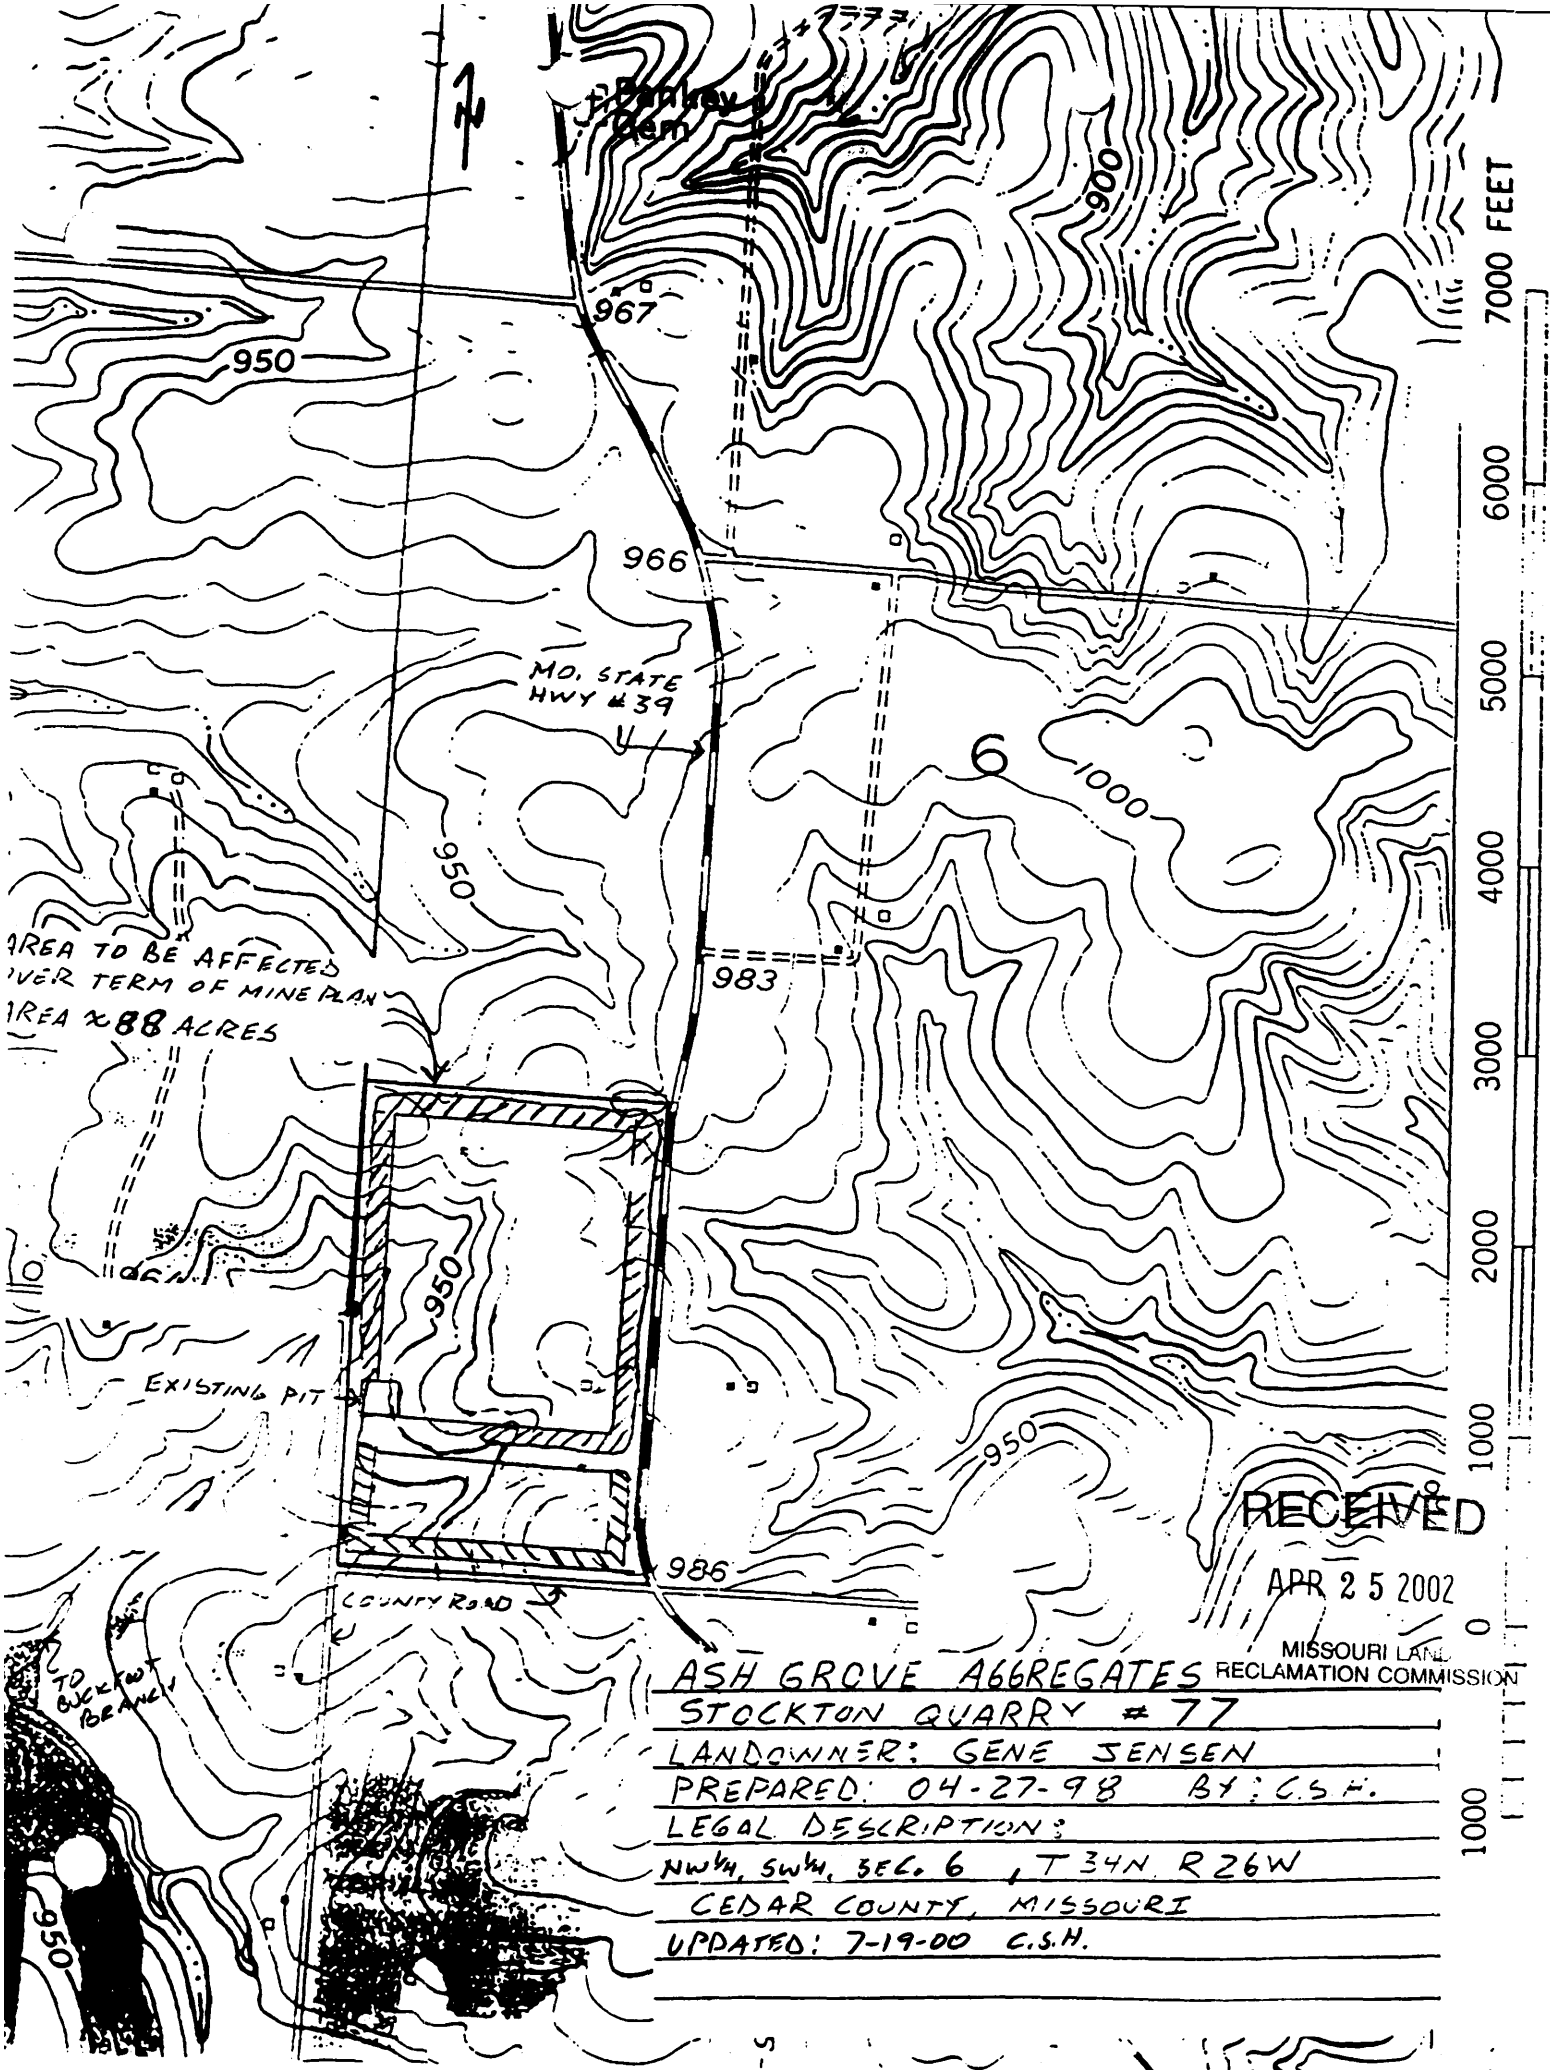 N
Pankey
Gem
900
7000 FEET
967
950
6000
966
5000
MO. STATE
HWY # 39
6
1000
4000
950
983
AREA TO BE AFFECTED
OVER TERM OF MINE PLAN
AREA ≈ 88 ACRES
3000
2000
950
EXISTING PIT
1000
950
RECEIVED
APR 25 2002
986
COUNTY ROAD
0
MISSOURI LAND
RECLAMATION COMMISSION
TO
BRANCH
ASH GROVE AGGREGATES
STOCKTON QUARRY # 77
LANDOWNER: GENE JENSEN
PREPARED: 04-27-98 BY: C.S.H.
LEGAL DESCRIPTION:
NW¼, SW¼, SEC. 6 , T 34N R 26W
CEDAR COUNTY, MISSOURI
UPDATED: 7-19-00 C.S.H.
1000
950